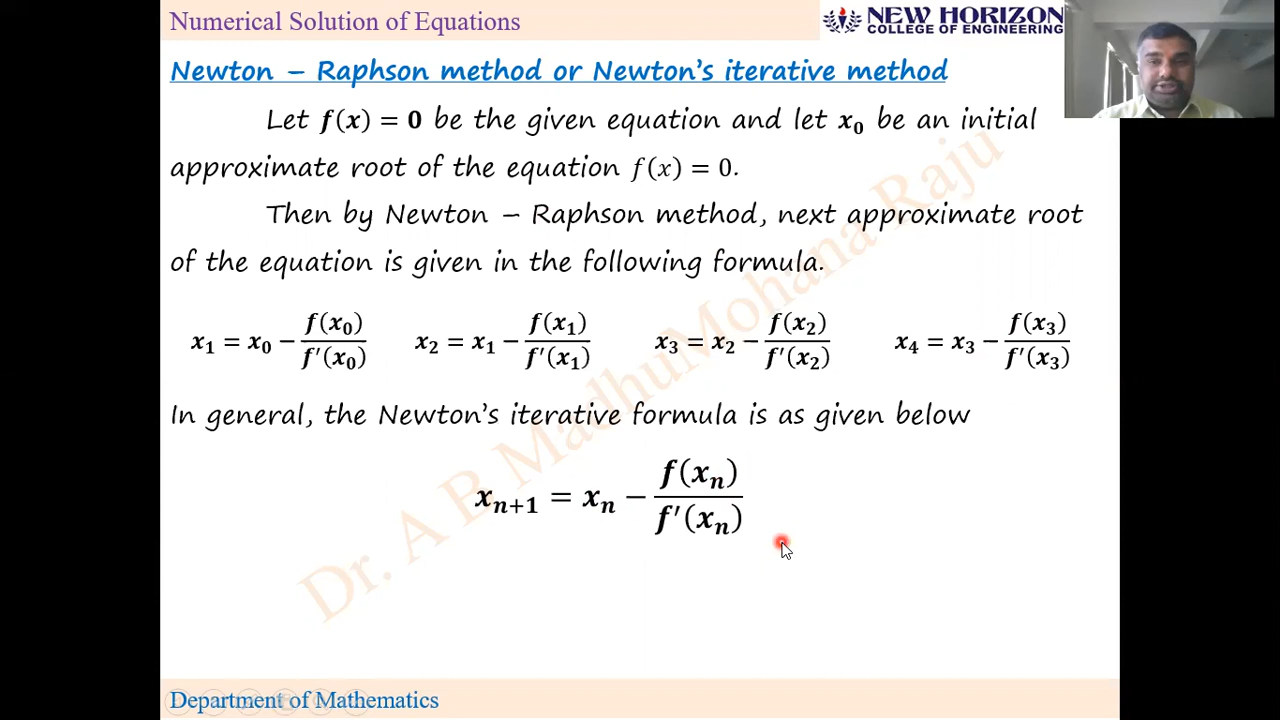 Numerical Solution of Equations
NEW HORIZON
COLLEGE OF ENGINEERING
Newton – Raphson method or Newton's iterative method
Let f(x) = 0 be the given equation and let x₀ be an initial
approximate root of the equation f(x) = 0.
Then by Newton – Raphson method, next approximate root
of the equation is given in the following formula.
x₁ = x₀ − f(x₀)/f′(x₀) x₂ = x₁ − f(x₁)/f′(x₁) x₃ = x₂ − f(x₂)/f′(x₂) x₄ = x₃ − f(x₃)/f′(x₃)
In general, the Newton's iterative formula is as given below
xₙ₊₁ = xₙ − f(xₙ)/f′(xₙ)
Dr. A B MadhuMohana Raju
Department of Mathematics